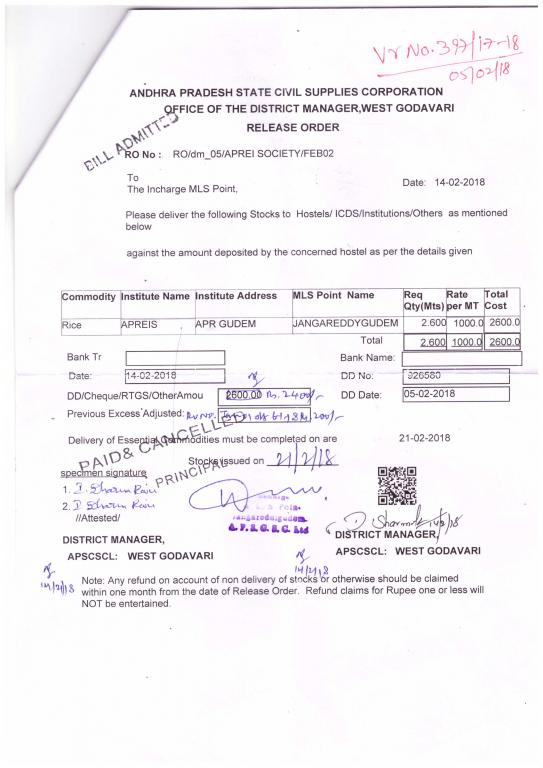 Vr No. 397/17-18
05/02/18
ANDHRA PRADESH STATE CIVIL SUPPLIES CORPORATION
OFFICE OF THE DISTRICT MANAGER,WEST GODAVARI
RELEASE ORDER
BILL ADMITTED
RO No : RO/dm_05/APREI SOCIETY/FEB02
To
The Incharge MLS Point,
Date: 14-02-2018
Please deliver the following Stocks to Hostels/ ICDS/Institutions/Others as mentioned
below
against the amount deposited by the concerned hostel as per the details given
Commodity Institute Name Institute Address MLS Point Name Req Qty(Mts) Rate per MT Total Cost
Rice APREIS APR GUDEM JANGAREDDYGUDEM 2.600 1000.0 2600.0
Total 2.600 1000.0 2600.0
Bank Tr Bank Name:
Date: 14-02-2018 DD No: 926580
DD/Cheque/RTGS/OtherAmou 2600.00 Rs. 2400/- DD Date: 05-02-2018
Previous Excess Adjusted: 200/-
Delivery of Essential Commodities must be completed on are 21-02-2018
PAID & CANCELLED
PRINCIPAL
Stocks issued on 21/2/18
specimen signature
1.
2.
//Attested/
Jangareddigudem
A. P. S. C. S. C. Ltd
DISTRICT MANAGER, DISTRICT MANAGER,
APSCSCL: WEST GODAVARI APSCSCL: WEST GODAVARI
14/2/18 14/2/18
Note: Any refund on account of non delivery of stocks or otherwise should be claimed
within one month from the date of Release Order. Refund claims for Rupee one or less will
NOT be entertained.